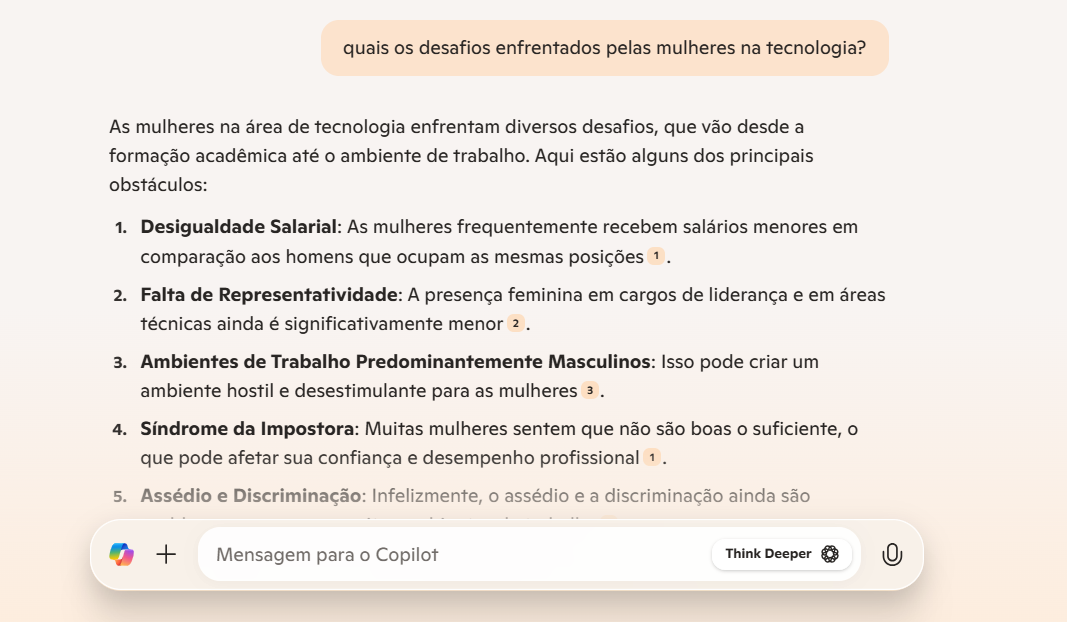 quais os desafios enfrentados pelas mulheres na tecnologia?
As mulheres na área de tecnologia enfrentam diversos desafios, que vão desde a
formação acadêmica até o ambiente de trabalho. Aqui estão alguns dos principais
obstáculos:
1. Desigualdade Salarial: As mulheres frequentemente recebem salários menores em
comparação aos homens que ocupam as mesmas posições 1 .
2. Falta de Representatividade: A presença feminina em cargos de liderança e em áreas
técnicas ainda é significativamente menor 2 .
3. Ambientes de Trabalho Predominantemente Masculinos: Isso pode criar um
ambiente hostil e desestimulante para as mulheres 3 .
4. Síndrome da Impostora: Muitas mulheres sentem que não são boas o suficiente, o
que pode afetar sua confiança e desempenho profissional 1 .
5. Assédio e Discriminação: Infelizmente, o assédio e a discriminação ainda são
Mensagem para o Copilot
Think Deeper